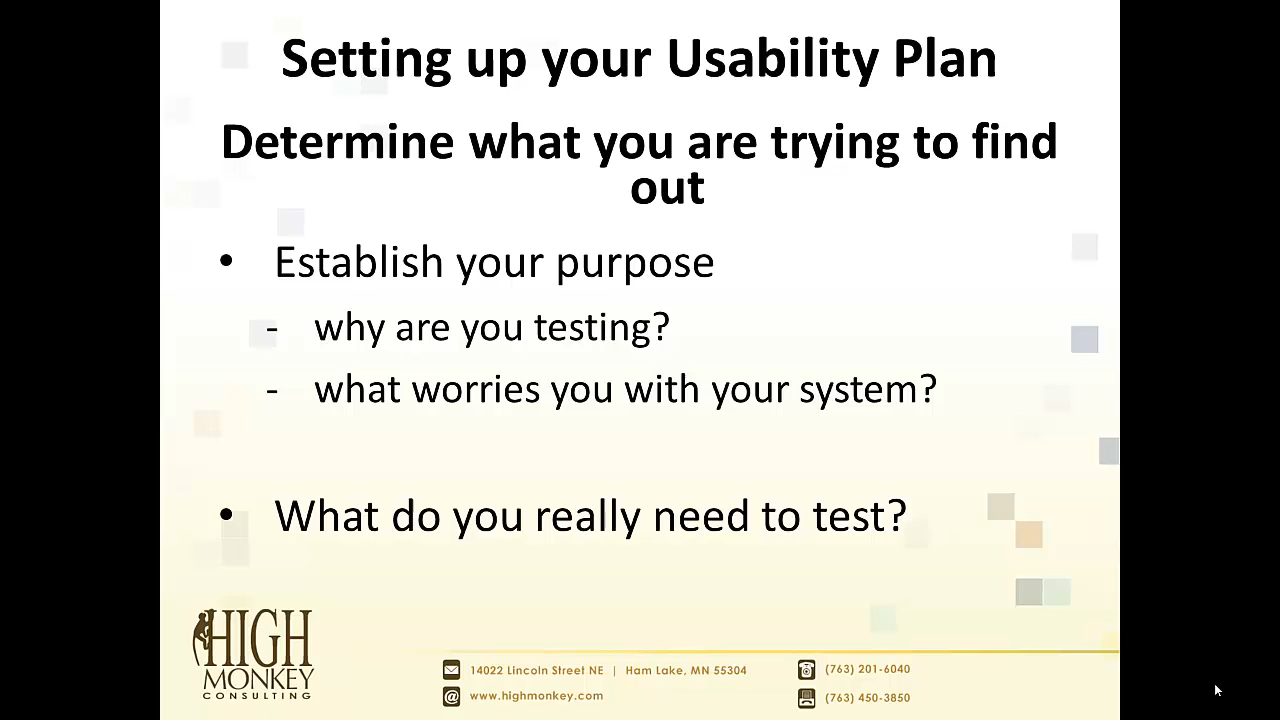 Setting up your Usability Plan
Determine what you are trying to find
out
• Establish your purpose
- why are you testing?
- what worries you with your system?
• What do you really need to test?
HIGH
MONKEY
CONSULTING
14022 Lincoln Street NE | Ham Lake, MN 55304
www.highmonkey.com
(763) 201-6040
(763) 450-3850